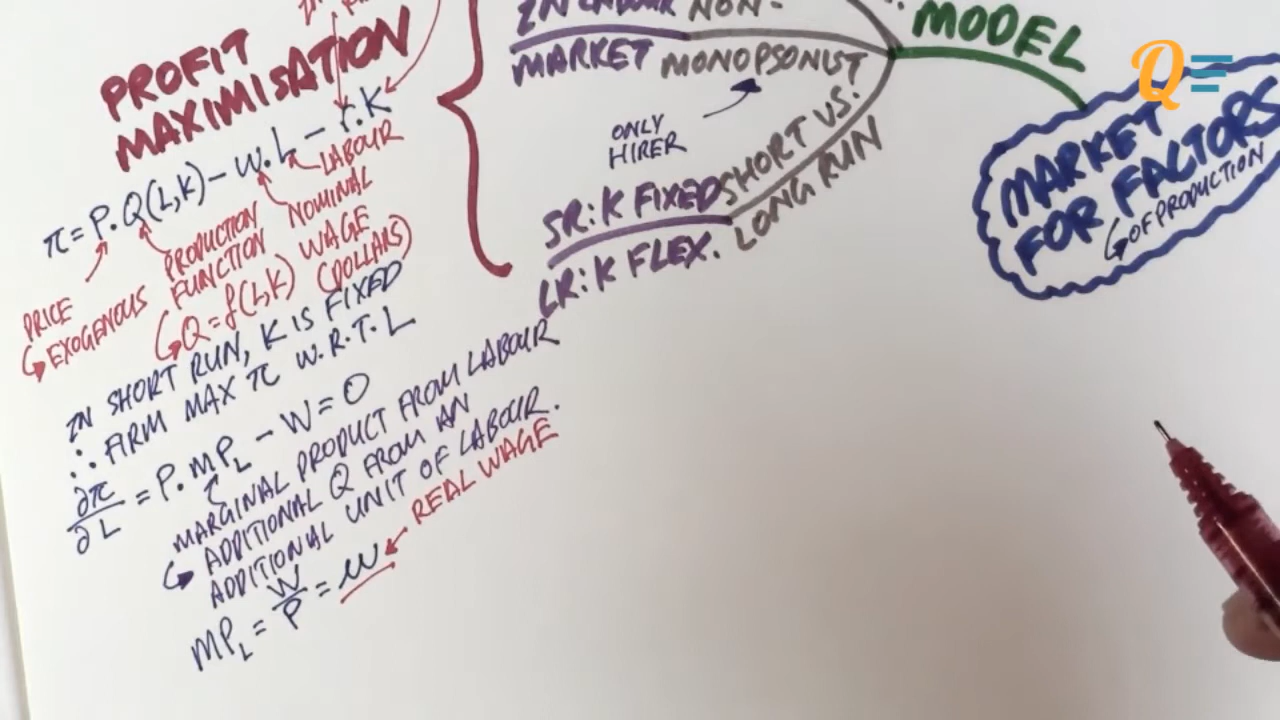 PROFIT
MAXIMISATION
π = P.Q(L,K) - W.L - r.K
LABOUR
NOMINAL
WAGE
(DOLLARS)
PRODUCTION
FUNCTION
↳ Q = f(L,K)
PRICE
↳ EXOGENOUS
IN SHORT RUN, K IS FIXED
∴ FIRM MAX π W.R.T. L
∂π/∂L = P. MP_L - W = 0
MARGINAL PRODUCT FROM LABOUR
↳ ADDITIONAL Q FROM AN
ADDITIONAL UNIT OF LABOUR.
MP_L = W/P = w
REAL WAGE
IN LABOUR
MARKET
NON-
MONOPSONIST
ONLY
HIRER
SHORT VS.
LONG RUN
SR: K FIXED
LR: K FLEX.
MODEL
MARKET
FOR FACTORS
↳ OF PRODUCTION
Q